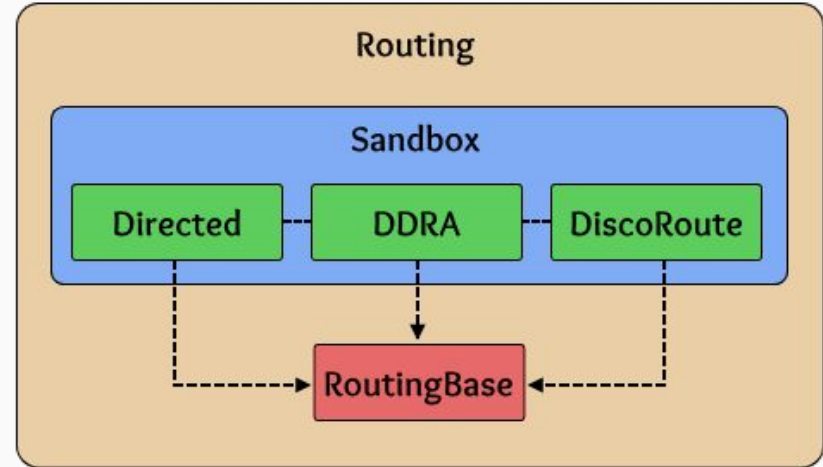 Routing
Sandbox
Directed
DDRA
DiscoRoute
RoutingBase